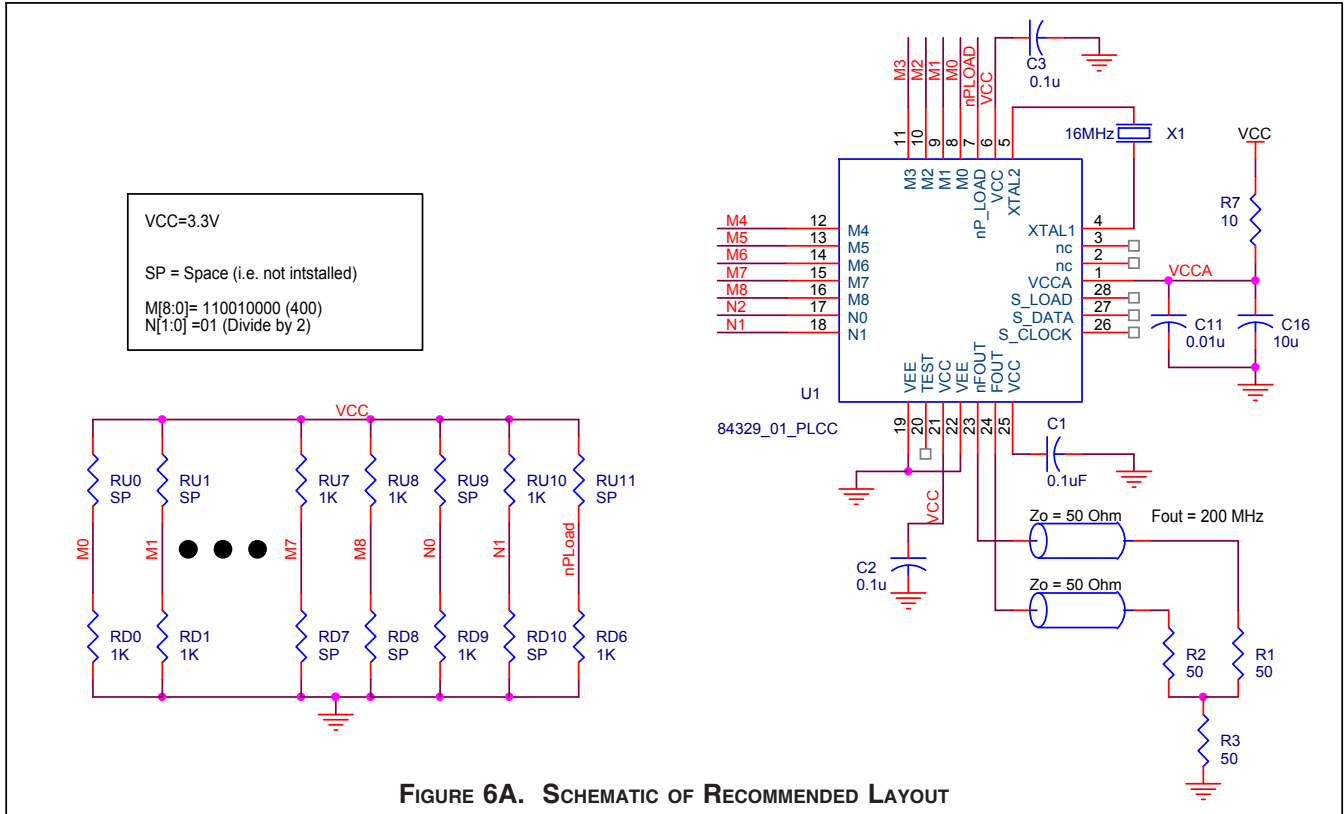 VCC=3.3V
SP = Space (i.e. not intstalled)
M[8:0]= 110010000 (400)
N[1:0] =01 (Divide by 2)
M3
M2
M1
M0
nPLOAD
VCC
C3
0.1u
11
10
9
8
7
6
5
16MHz
X1
VCC
M3
M2
M1
M0
nP_LOAD
VCC
XTAL2
R7
10
M4 12 M4
M5 13 M5
M6 14 M6
M7 15 M7
M8 16 M8
N2 17 N0
N1 18 N1
XTAL1 4
nc 3
nc 2
VCCA 1 VCCA
S_LOAD 28
S_DATA 27
S_CLOCK 26
C11
0.01u
C16
10u
VEE
TEST
VCC
VEE
nFOUT
FOUT
VCC
U1
84329_01_PLCC
19
20
21
22
23
24
25
C1
0.1uF
VCC
C2
0.1u
Zo = 50 Ohm
Fout = 200 MHz
Zo = 50 Ohm
R2
50
R1
50
R3
50
VCC
RU0
SP
RU1
SP
RU7
1K
RU8
1K
RU9
SP
RU10
1K
RU11
SP
M0
M1
M7
M8
N0
N1
nPLoad
RD0
1K
RD1
1K
RD7
SP
RD8
SP
RD9
1K
RD10
SP
RD6
1K
FIGURE 6A. SCHEMATIC OF RECOMMENDED LAYOUT